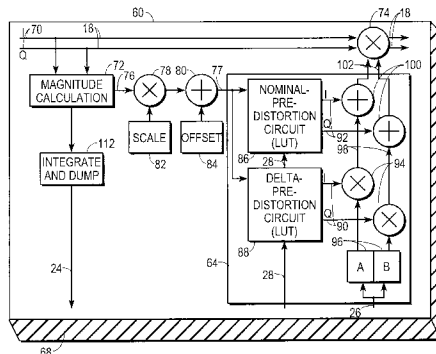 60
70
18
74
18
I
Q
72
76
78
80
77
102
100
MAGNITUDE
CALCULATION
NOMINAL-
PRE-
DISTORTION
CIRCUIT
(LUT)
I
Q
92
98
112
SCALE
OFFSET
82
84
86
28
94
INTEGRATE
AND DUMP
DELTA-
PRE-
DISTORTION
CIRCUIT
(LUT)
I
Q
90
88
96
64
24
28
A
B
26
68